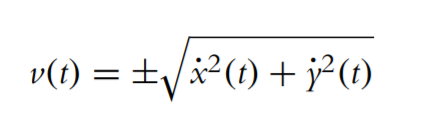 ν(t) = ±√(ẋ²(t) + ẏ²(t))